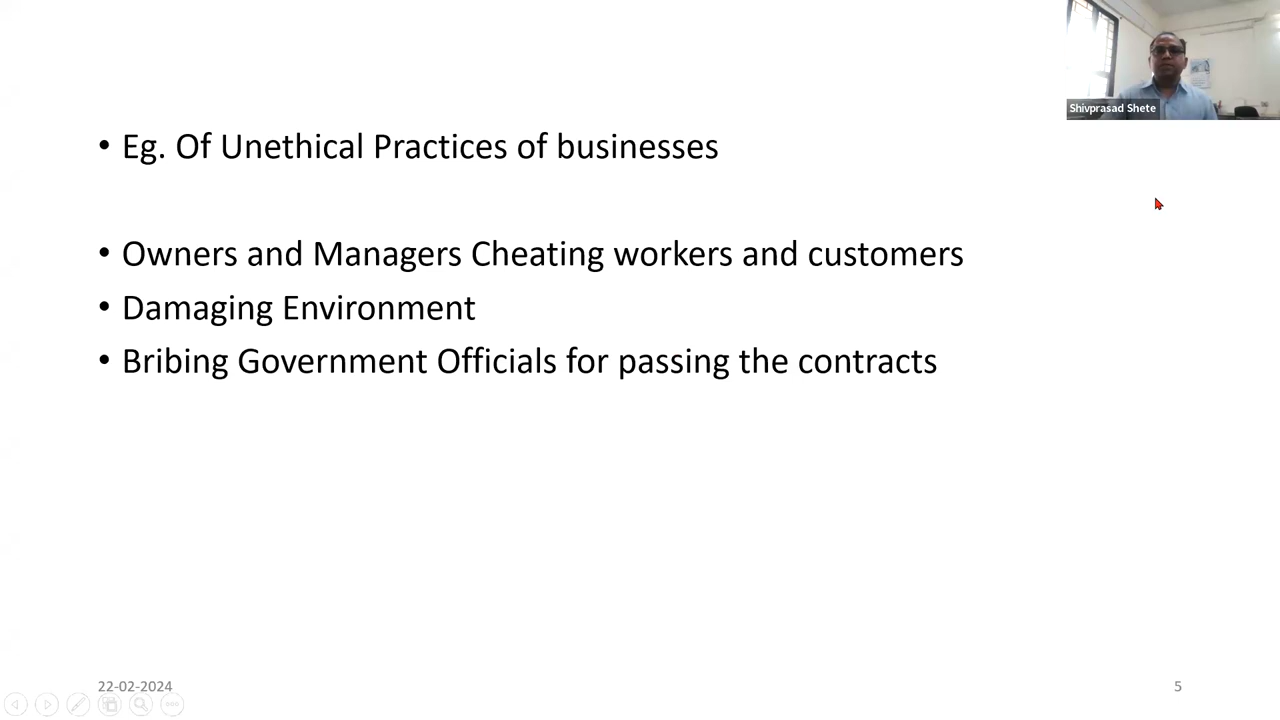 Shivprasad Shete
• Eg. Of Unethical Practices of businesses
• Owners and Managers Cheating workers and customers
• Damaging Environment
• Bribing Government Officials for passing the contracts
22-02-2024
5